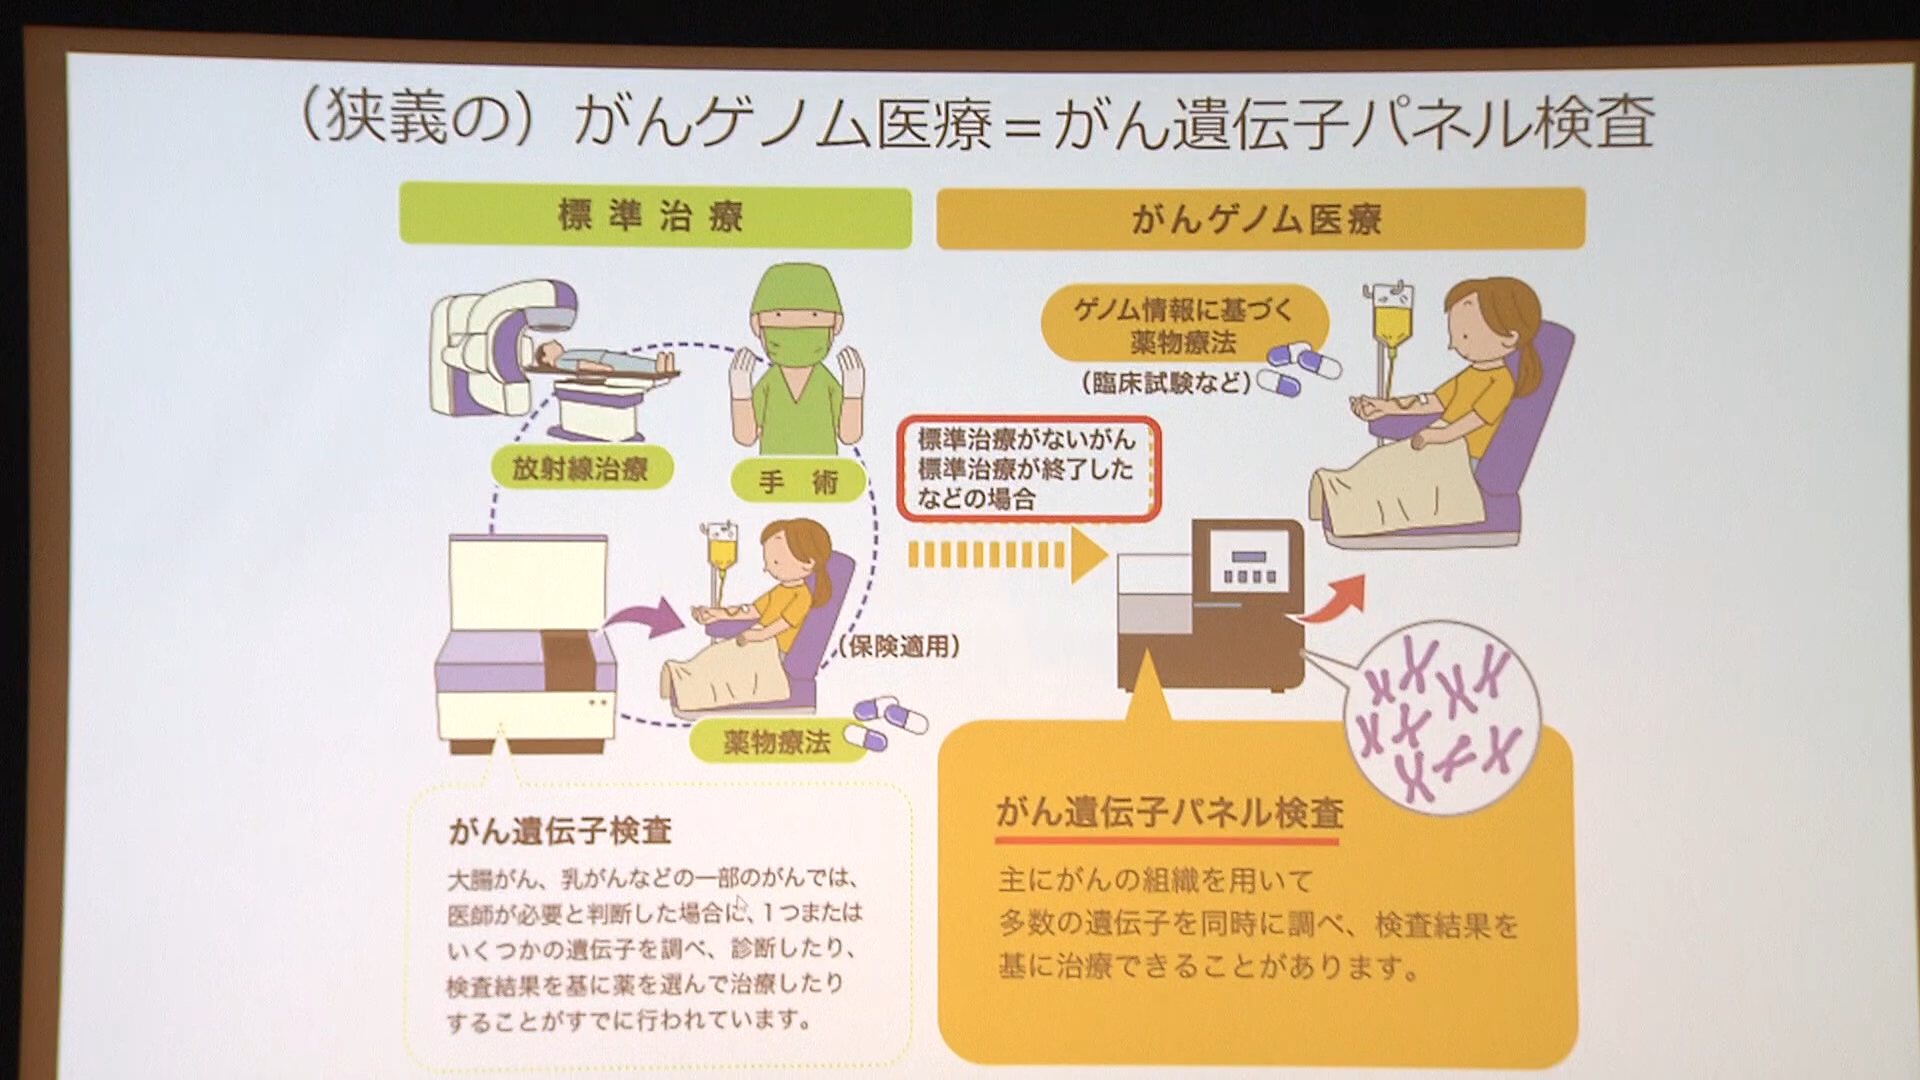 （狭義の）がんゲノム医療＝がん遺伝子パネル検査
標準治療
放射線治療
手術
（保険適用）
薬物療法
がん遺伝子検査
大腸がん、乳がんなどの一部のがんでは、
医師が必要と判断した場合に、1つまたは
いくつかの遺伝子を調べ、診断したり、
検査結果を基に薬を選んで治療したり
することがすでに行われています。
標準治療がないがん
標準治療が終了した
などの場合
がんゲノム医療
ゲノム情報に基づく
薬物療法
（臨床試験など）
がん遺伝子パネル検査
主にがんの組織を用いて
多数の遺伝子を同時に調べ、検査結果を
基に治療できることがあります。